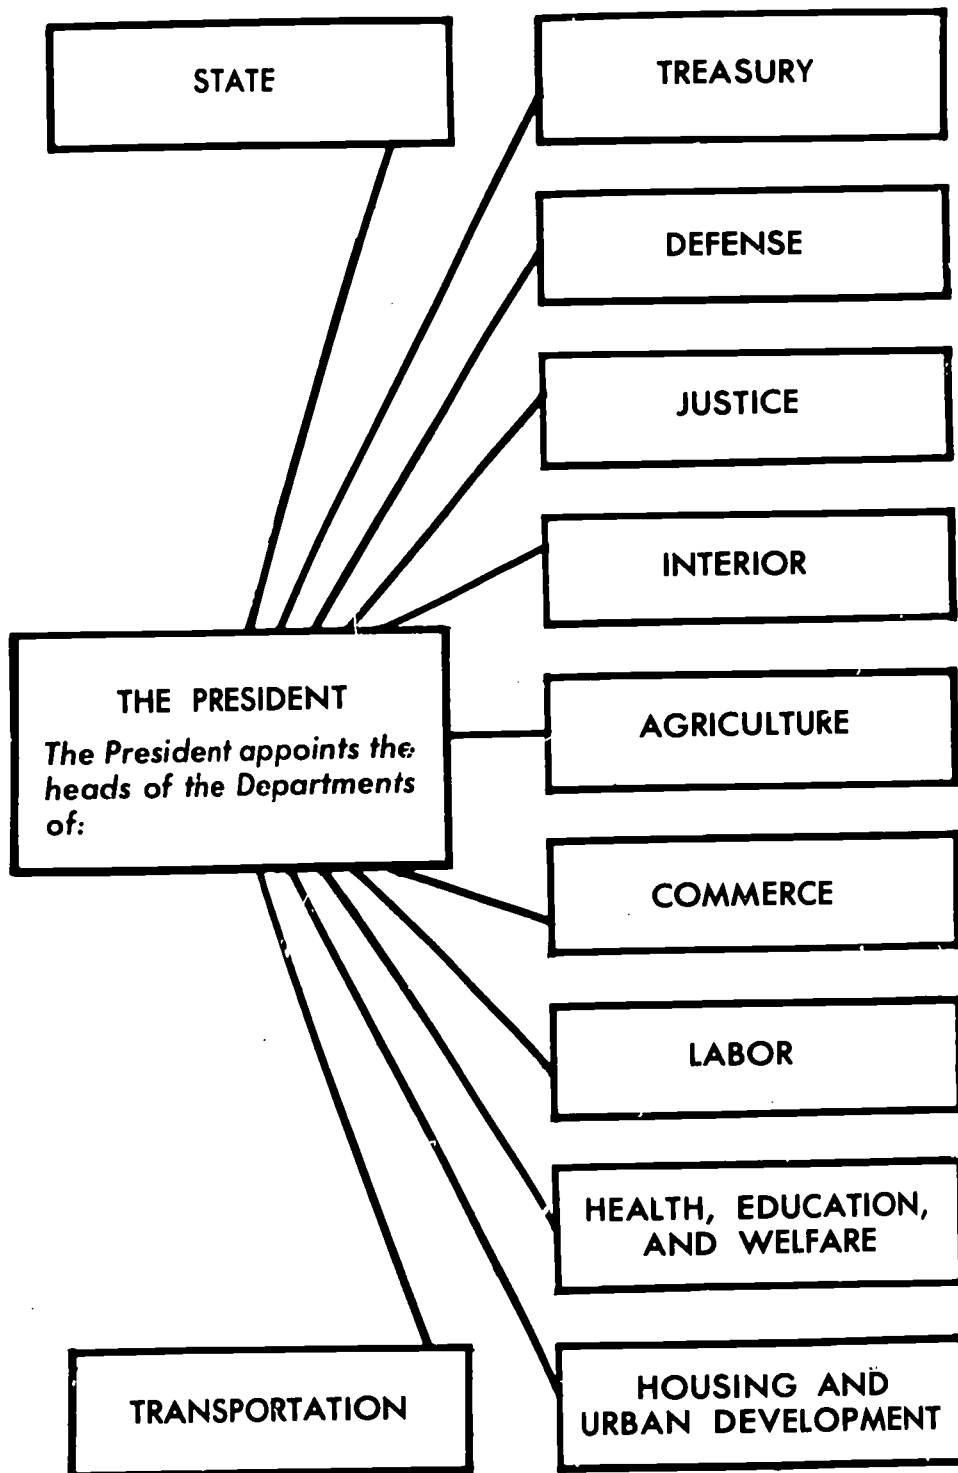 STATE
TREASURY
DEFENSE
JUSTICE
INTERIOR
THE PRESIDENT
The President appoints the
heads of the Departments
of:
AGRICULTURE
COMMERCE
LABOR
HEALTH, EDUCATION,
AND WELFARE
HOUSING AND
URBAN DEVELOPMENT
TRANSPORTATION